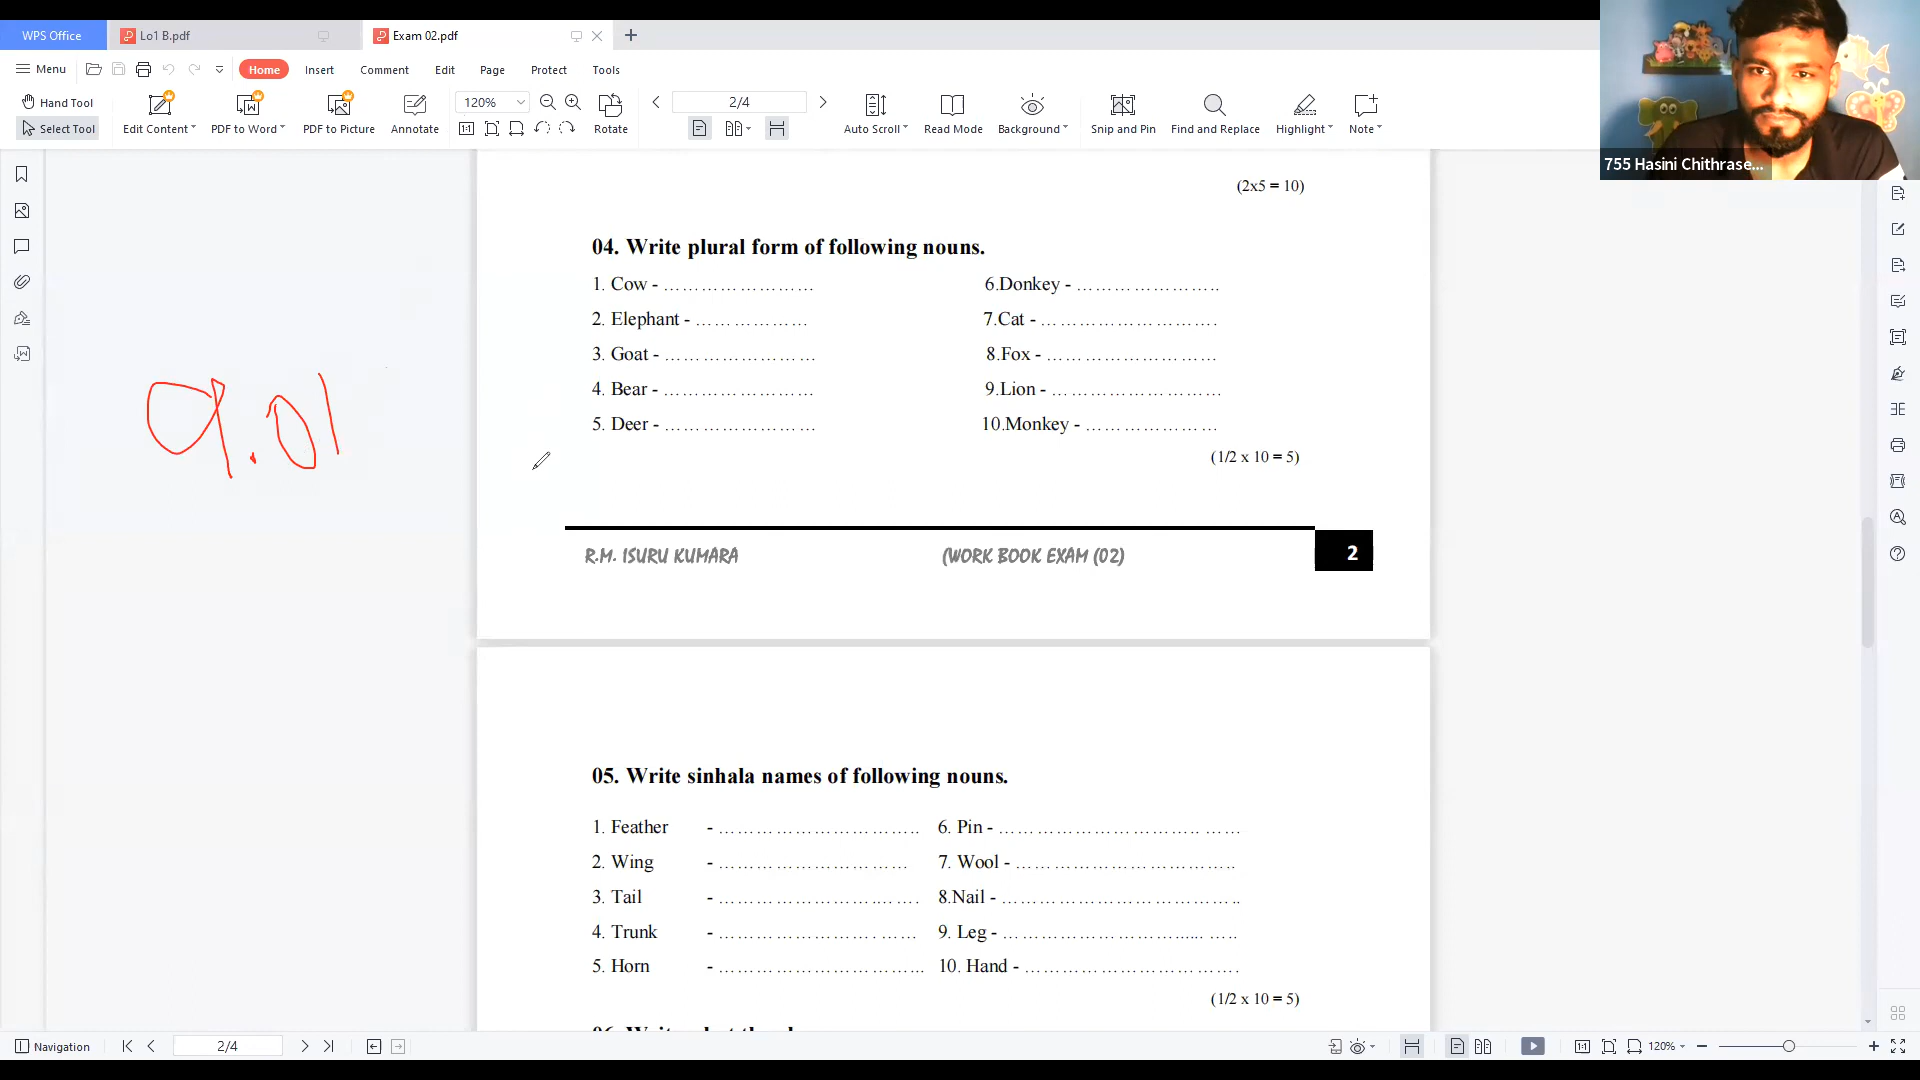 WPS Office
Lo1 B.pdf
Exam 02.pdf
Menu
Home
Insert
Comment
Edit
Page
Protect
Tools
Hand Tool
Select Tool
Edit Content
PDF to Word
PDF to Picture
Annotate
120%
Rotate
2/4
Auto Scroll
Read Mode
Background
Snip and Pin
Find and Replace
Highlight
Note
755 Hasini Chithrase...
(2x5 = 10)
04. Write plural form of following nouns.
1. Cow - ……………………
6.Donkey - …………………..
2. Elephant - ………………
7.Cat - ……………………….
3. Goat - ……………………
8.Fox - ………………………
4. Bear - ……………………
9.Lion - ………………………
5. Deer - ……………………
10.Monkey - …………………
(1/2 x 10 = 5)
9.01
R.M. ISURU KUMARA
(WORK BOOK EXAM (02)
2
05. Write sinhala names of following nouns.
1. Feather - …………………………..
6. Pin - ………………………….. ……
2. Wing - …………………………
7. Wool - ……………………………..
3. Tail - ……………………..… ….
8.Nail - ………………………………..
4. Trunk - …………………… . ……
9. Leg - ………………………...... …..
5. Horn - …………………………...
10. Hand - …………………………….
(1/2 x 10 = 5)
Navigation
2/4
120%